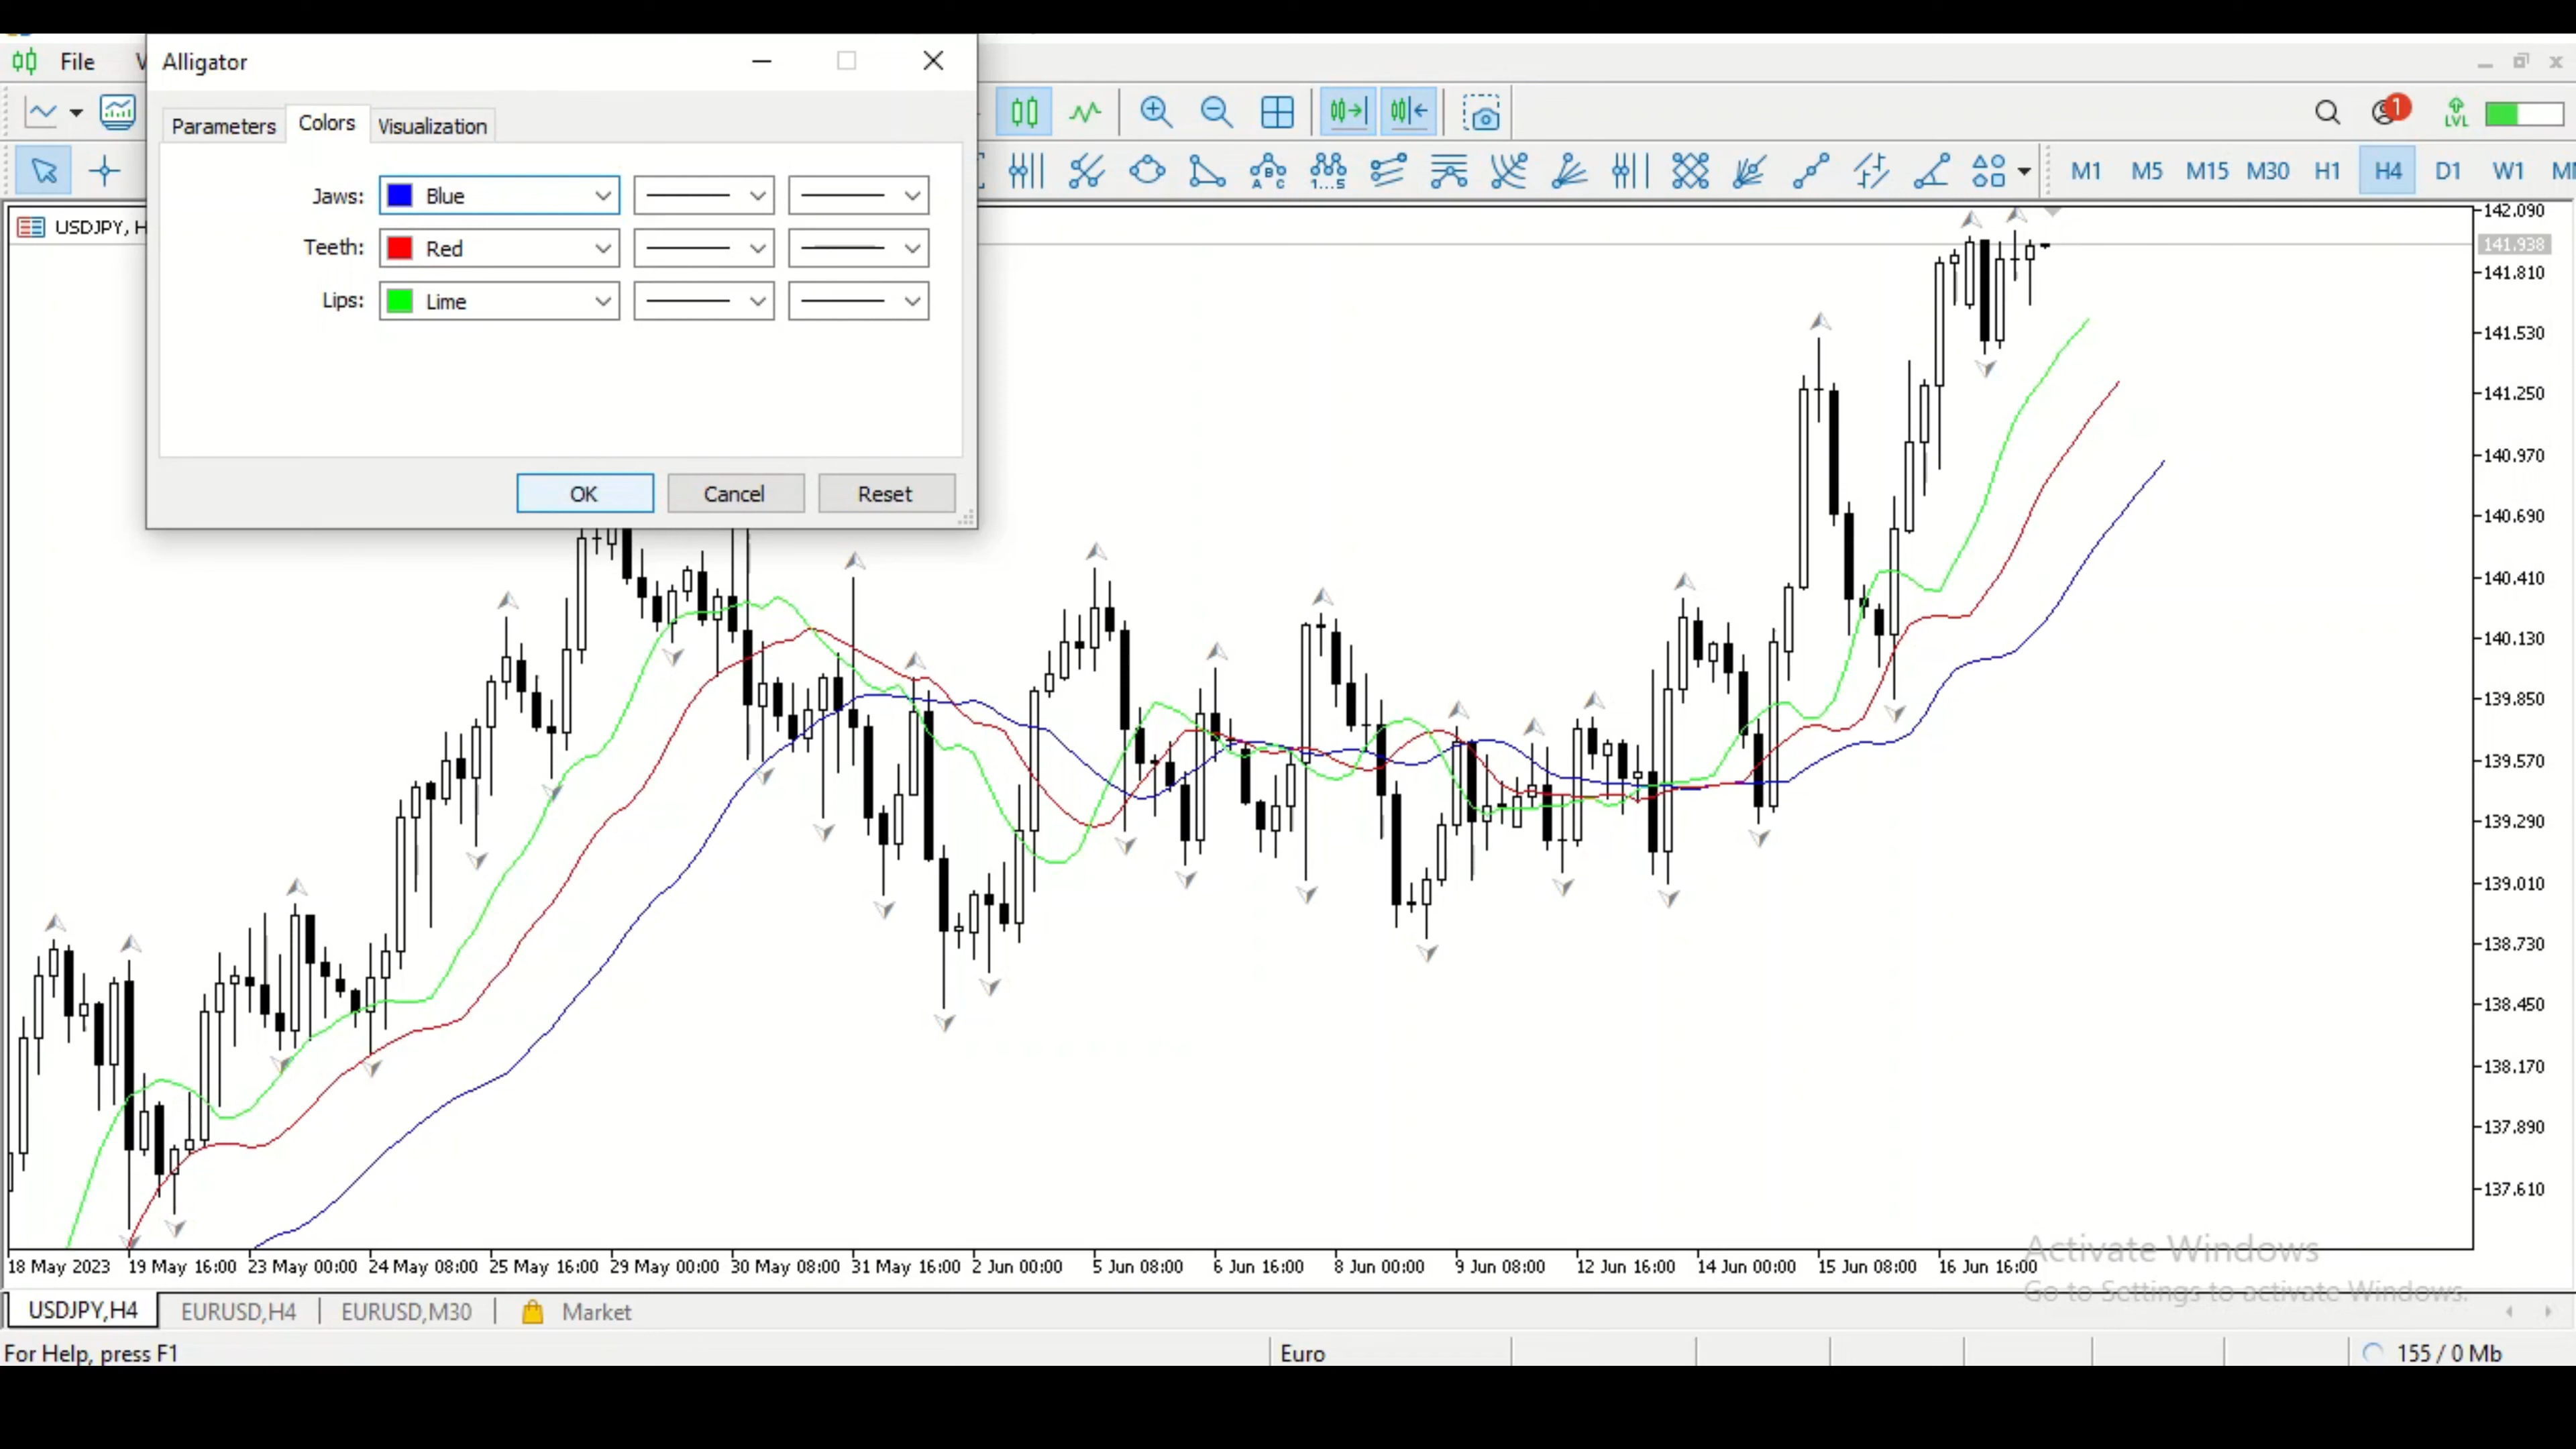 File
Alligator
Parameters
Colors
Visualization
Jaws:
Blue
Teeth:
Red
Lips:
Lime
OK
Cancel
Reset
1
LVL
A B C
A C
1...5
M1
M5
M15
M30
H1
H4
D1
W1
USDJPY, H
142.090
141.938
141.810
141.530
141.250
140.970
140.690
140.410
140.130
139.850
139.570
139.290
139.010
138.730
138.450
138.170
137.890
137.610
Activate Windows
Go to Settings to activate Windows.
18 May 2023
19 May 16:00
23 May 00:00
24 May 08:00
25 May 16:00
29 May 00:00
30 May 08:00
31 May 16:00
2 Jun 00:00
5 Jun 08:00
6 Jun 16:00
8 Jun 00:00
9 Jun 08:00
12 Jun 16:00
14 Jun 00:00
15 Jun 08:00
16 Jun 16:00
USDJPY,H4
EURUSD,H4
EURUSD,M30
Market
For Help, press F1
Euro
155 / 0 Mb